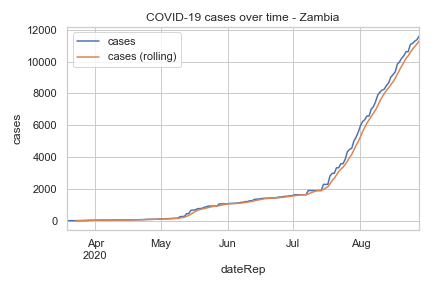 COVID-19 cases over time - Zambia
12000
10000
8000
6000
4000
2000
0
cases
cases
cases (rolling)
Apr
2020
May
Jun
Jul
Aug
dateRep